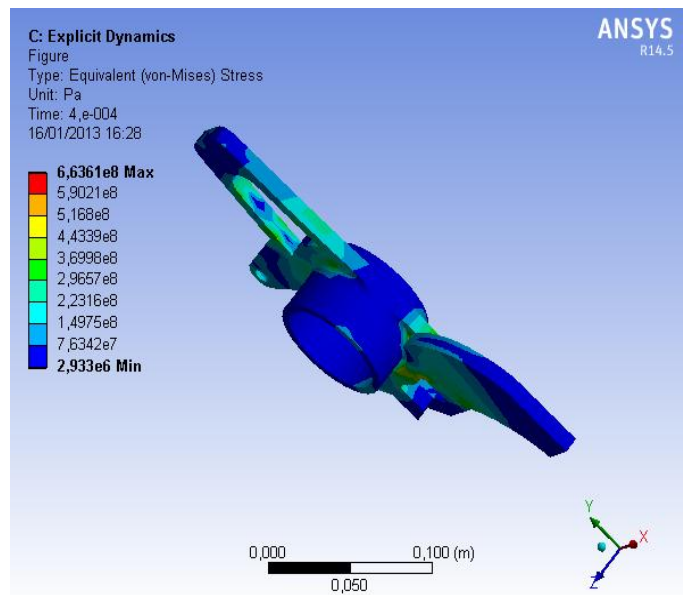 C: Explicit Dynamics
Figure
Type: Equivalent (von-Mises) Stress
Unit: Pa
Time: 4,e-004
16/01/2013 16:28
ANSYS
R14.5
6,6361e8 Max
5,9021e8
5,168e8
4,4339e8
3,6998e8
2,9657e8
2,2316e8
1,4975e8
7,6342e7
2,933e6 Min
0,000
0,100 (m)
0,050
Y
X
Z